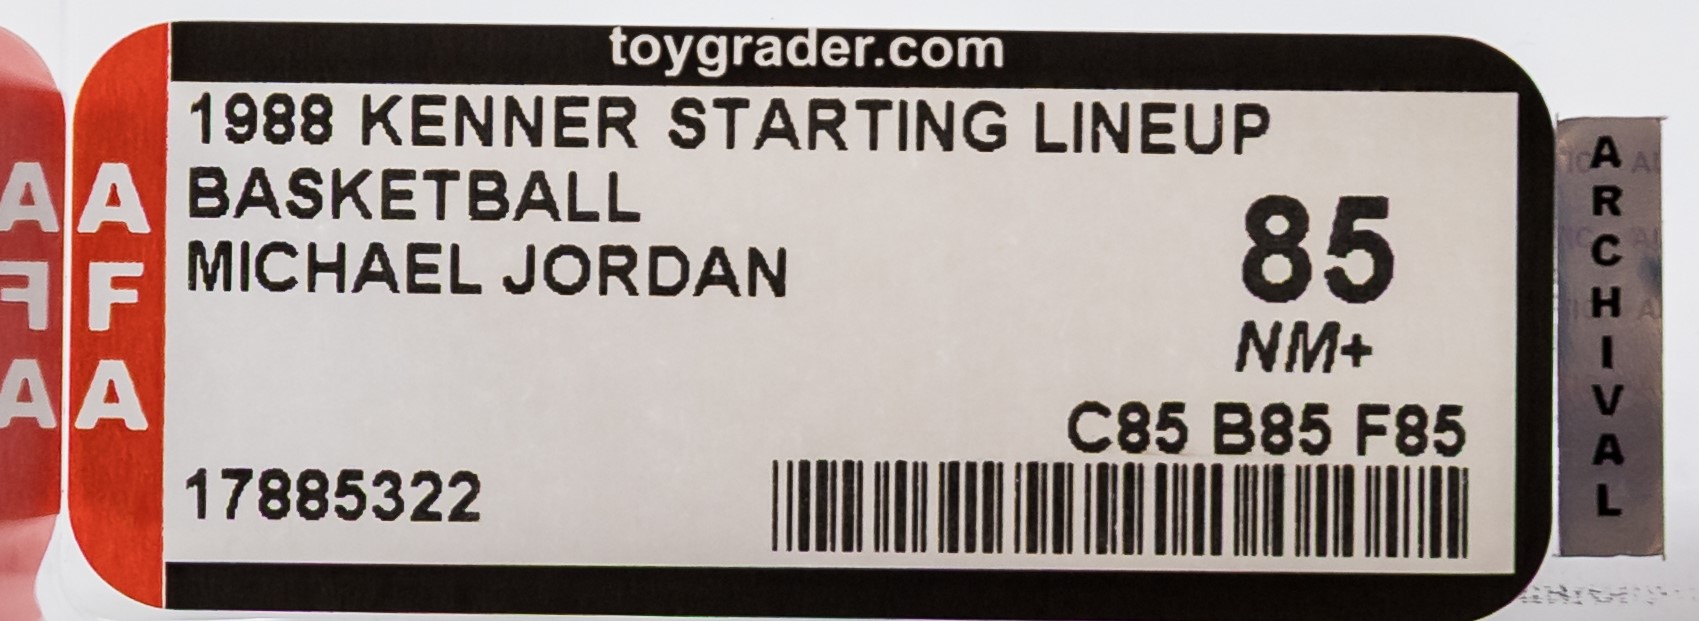 toygrader.com
1988 KENNER STARTING LINEUP
BASKETBALL
MICHAEL JORDAN
85
NM+
C85 B85 F85
17885322
AFA
ARCHIVAL